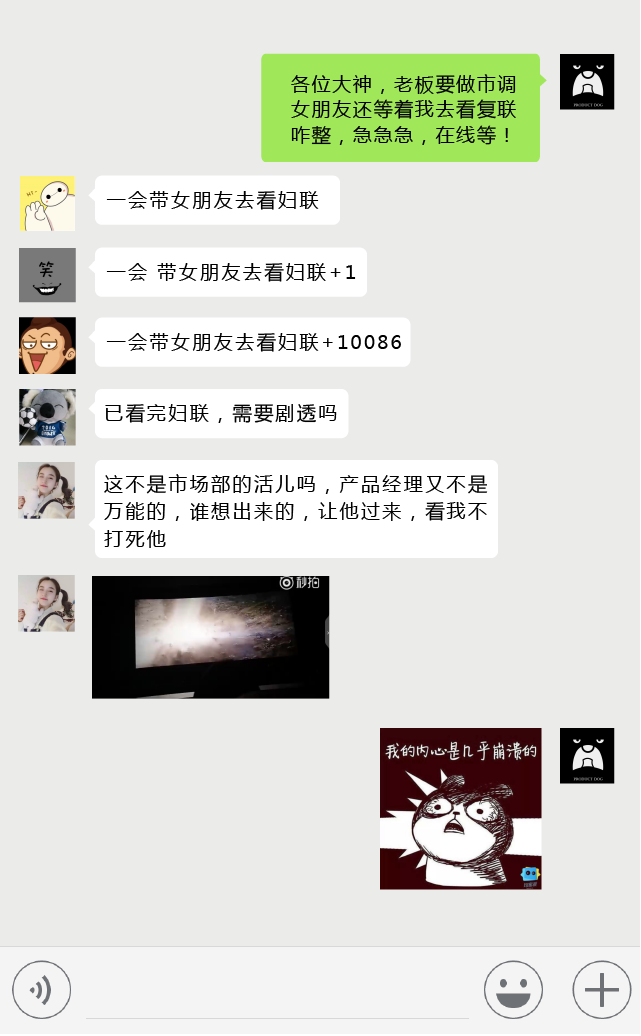 各位大神，老板要做市调
女朋友还等着我去看复联
咋整，急急急，在线等！
PRODUCT DOG
一会带女朋友去看妇联
笑
一会 带女朋友去看妇联+1
一会带女朋友去看妇联+10086
已看完妇联，需要剧透吗
这不是市场部的活儿吗，产品经理又不是
万能的，谁想出来的，让他过来，看我不
打死他
秒拍
我的内心是几乎崩溃的
PRODUCT DOG